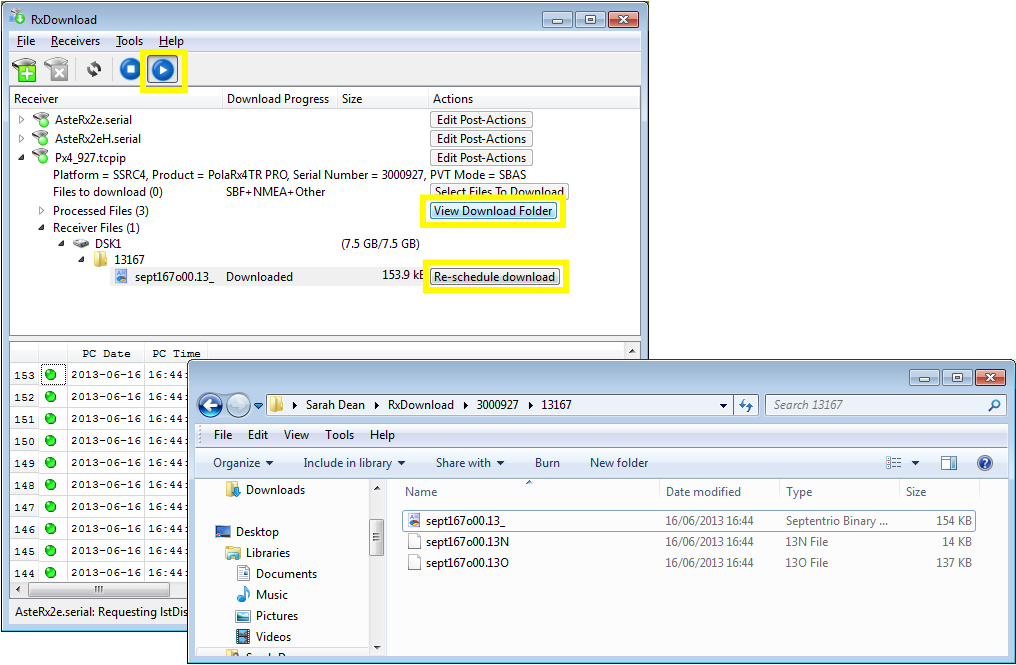 RxDownload
File Receivers Tools Help
Receiver Download Progress Size Actions
AsteRx2e.serial Edit Post-Actions
AsteRx2eH.serial Edit Post-Actions
Px4_927.tcpip Edit Post-Actions
Platform = SSRC4, Product = PolaRx4TR PRO, Serial Number = 3000927, PVT Mode = SBAS
Files to download (0) SBF+NMEA+Other Select Files To Download
Processed Files (3) View Download Folder
Receiver Files (1)
DSK1 (7.5 GB/7.5 GB)
13167
sept167o00.13_ Downloaded 153.9 kB Re-schedule download
PC Date PC Time
153 2013-06-16 16:44:
152 2013-06-16 16:44:
151 2013-06-16 16:44:
150 2013-06-16 16:44:
149 2013-06-16 16:44:
148 2013-06-16 16:44:
147 2013-06-16 16:44:
146 2013-06-16 16:44:
145 2013-06-16 16:44:
144 2013-06-16 16:44:
AsteRx2e.serial: Requesting lstDis
Sarah Dean RxDownload 3000927 13167 Search 13167
File Edit View Tools Help
Organize Include in library Share with Burn New folder
Downloads
Desktop
Libraries
Documents
Music
Pictures
Videos
Name Date modified Type Size
sept167o00.13_ 16/06/2013 16:44 Septentrio Binary ... 154 KB
sept167o00.13N 16/06/2013 16:44 13N File 14 KB
sept167o00.13O 16/06/2013 16:44 13O File 137 KB